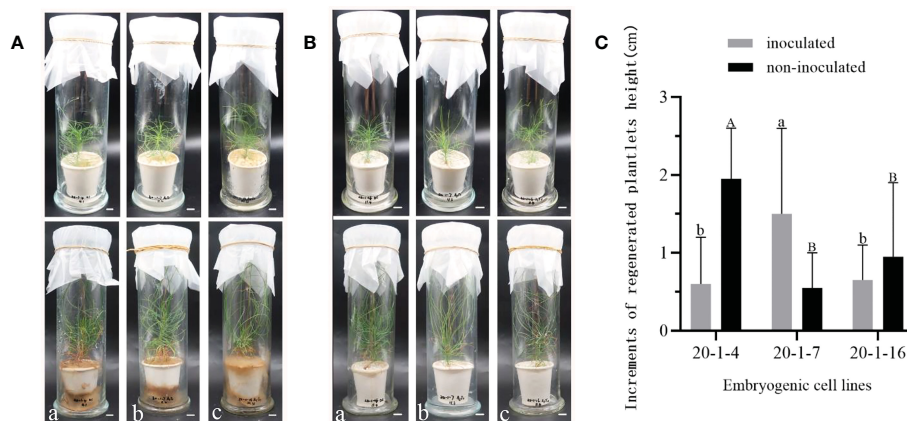 A
B
C
inoculated
non-inoculated
Increments of regenerated plantlets height(cm)
3
2
1
0
b
A
a
B
b
B
20-1-4
20-1-7
20-1-16
Embryogenic cell lines
a
b
c
a
b
c